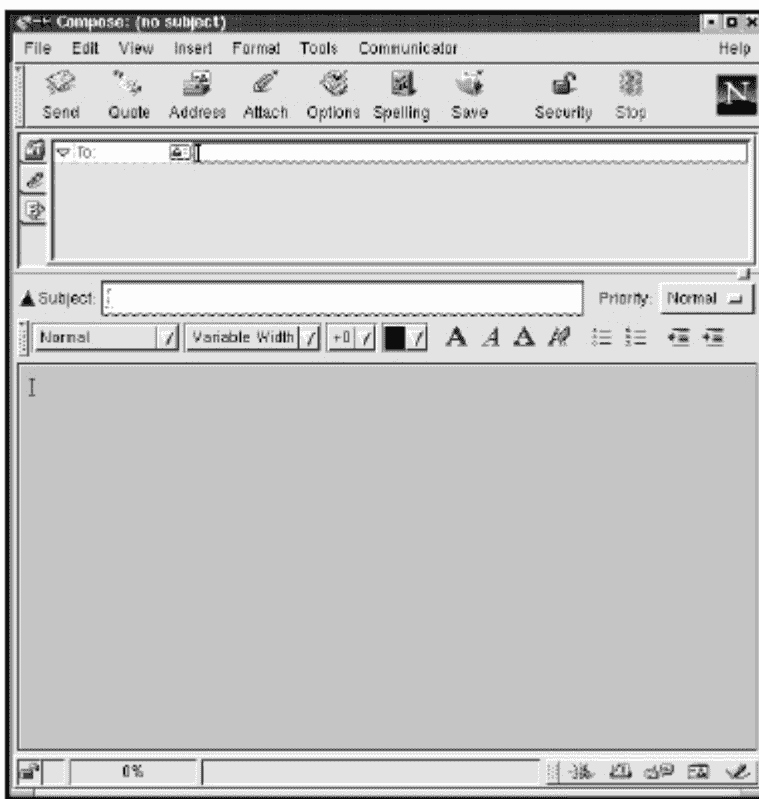 Compose: (no subject)
File Edit View Insert Format Tools Communicator Help
Send Quote Address Attach Options Spelling Save Security Stop
N
To:
Subject: Priority: Normal
Normal Variable Width +0 A A A
0%